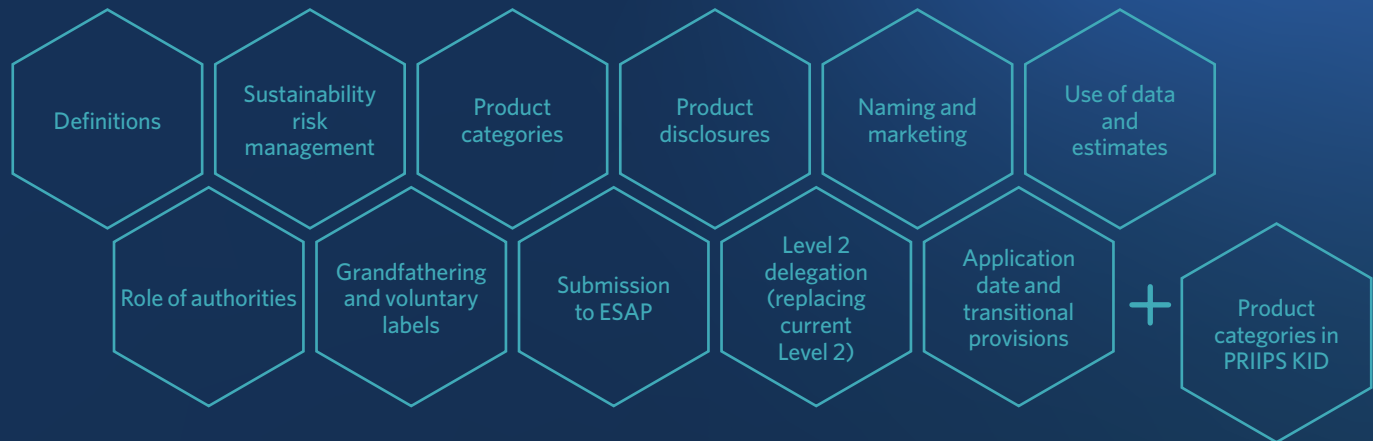 Definitions
Sustainability
risk
management
Product
categories
Product
disclosures
Naming and
marketing
Use of data
and
estimates
Role of authorities
Grandfathering
and voluntary
labels
Submission
to ESAP
Level 2
delegation
(replacing
current
Level 2)
Application
date and
transitional
provisions
+
Product
categories in
PRIIPS KID